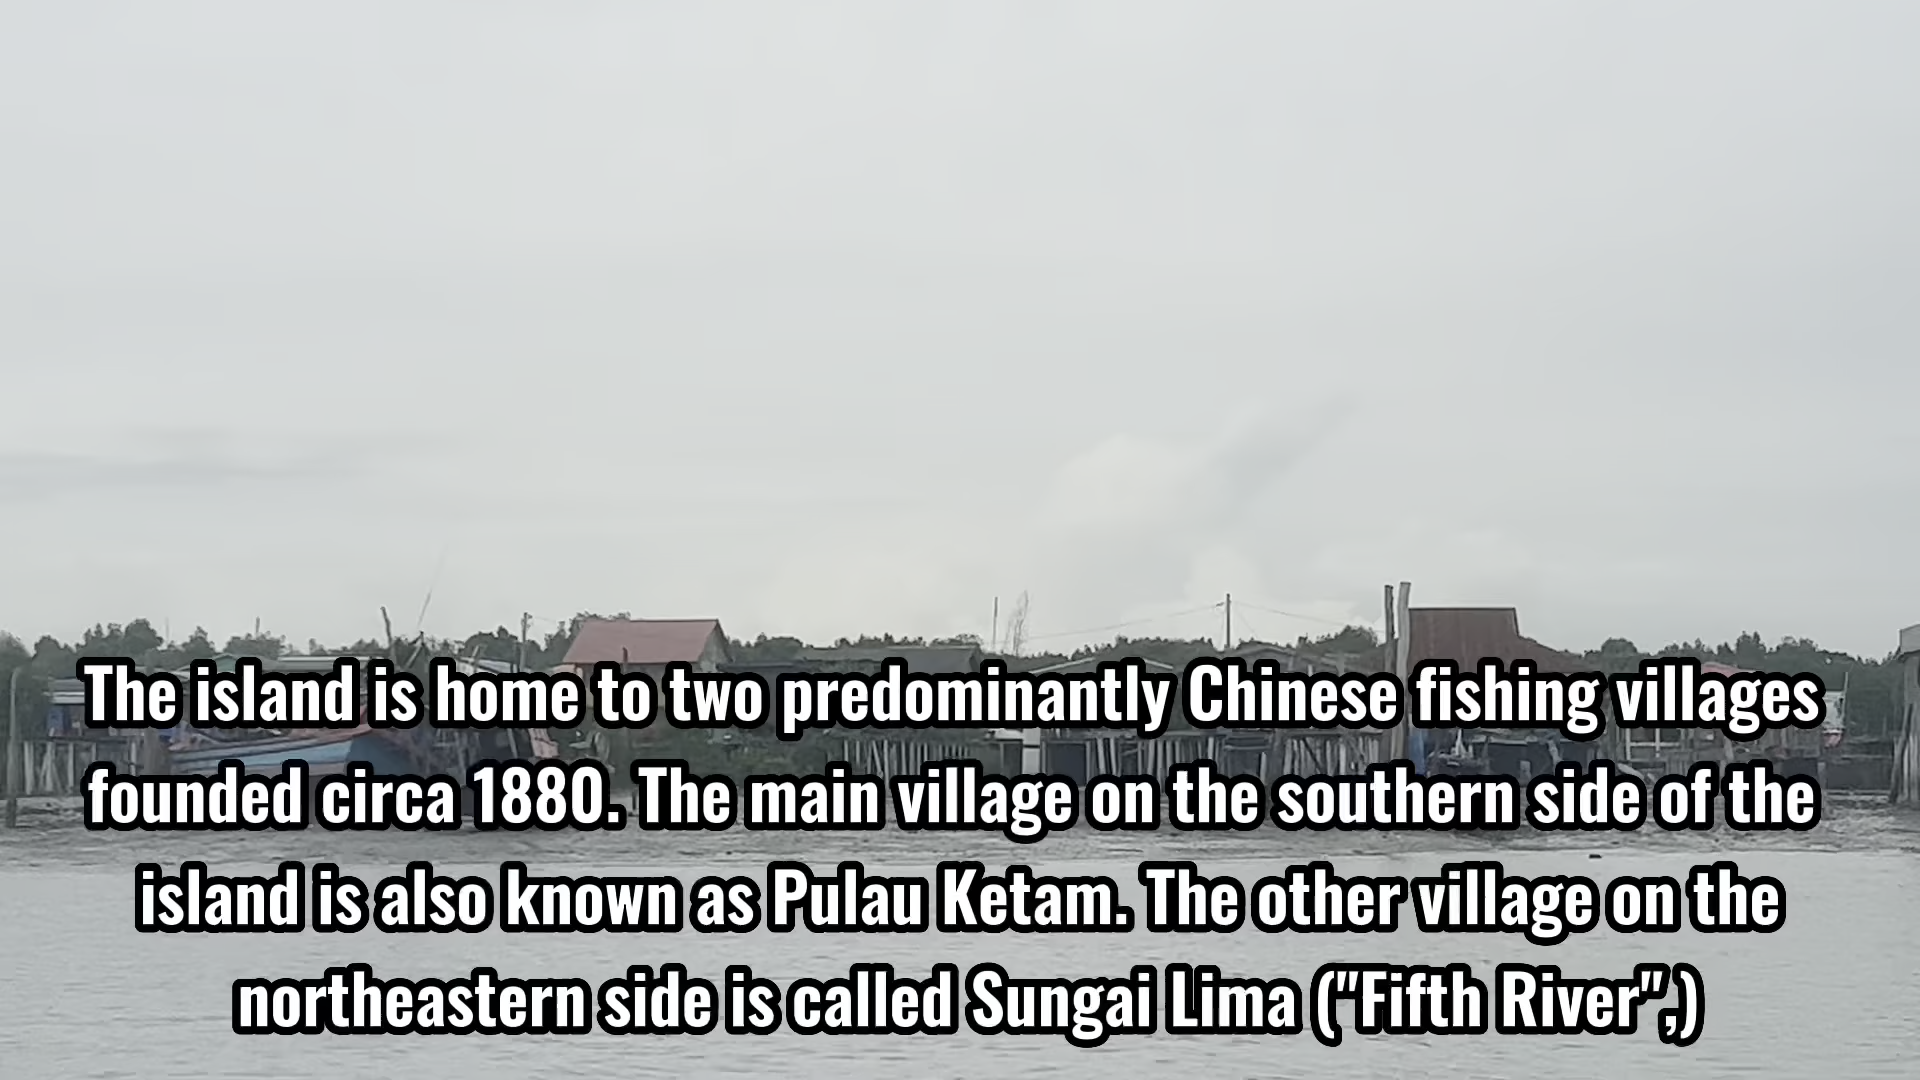 The island is home to two predominantly Chinese fishing villages
founded circa 1880. The main village on the southern side of the
island is also known as Pulau Ketam. The other village on the
northeastern side is called Sungai Lima ("Fifth River",)